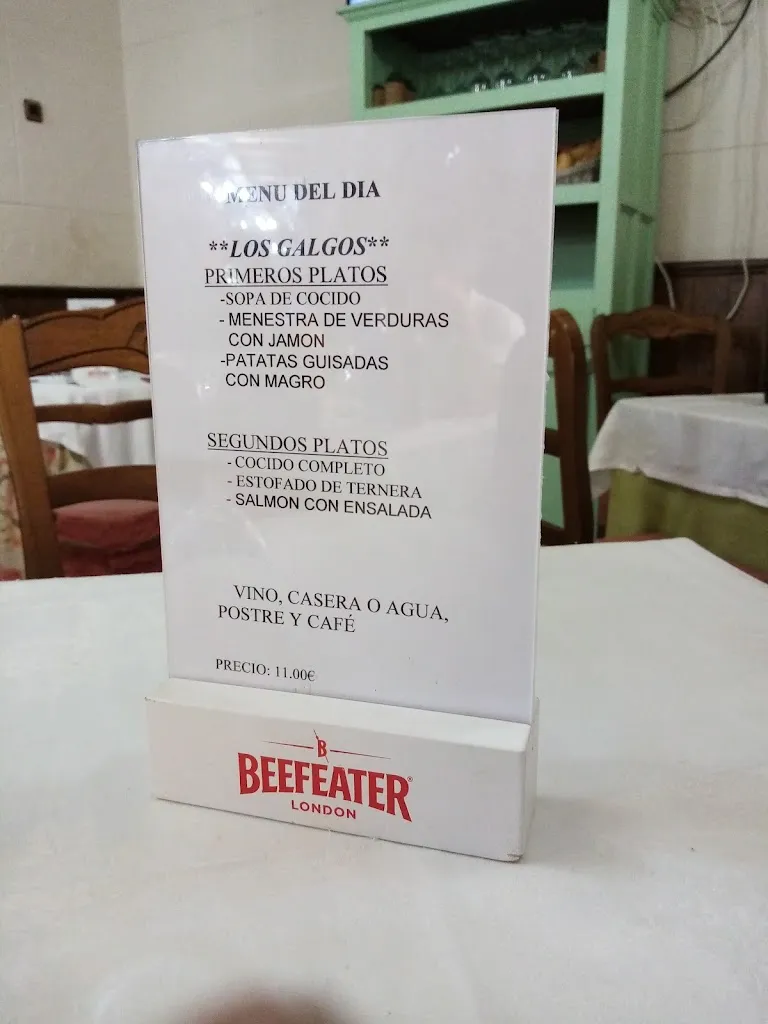 MENU DEL DIA
**LOS GALGOS**
PRIMEROS PLATOS
-SOPA DE COCIDO
- MENESTRA DE VERDURAS
CON JAMON
-PATATAS GUISADAS
CON MAGRO
SEGUNDOS PLATOS
- COCIDO COMPLETO
- ESTOFADO DE TERNERA
- SALMON CON ENSALADA
VINO, CASERA O AGUA,
POSTRE Y CAFÉ
PRECIO: 11.00€
B
BEEFEATER®
LONDON